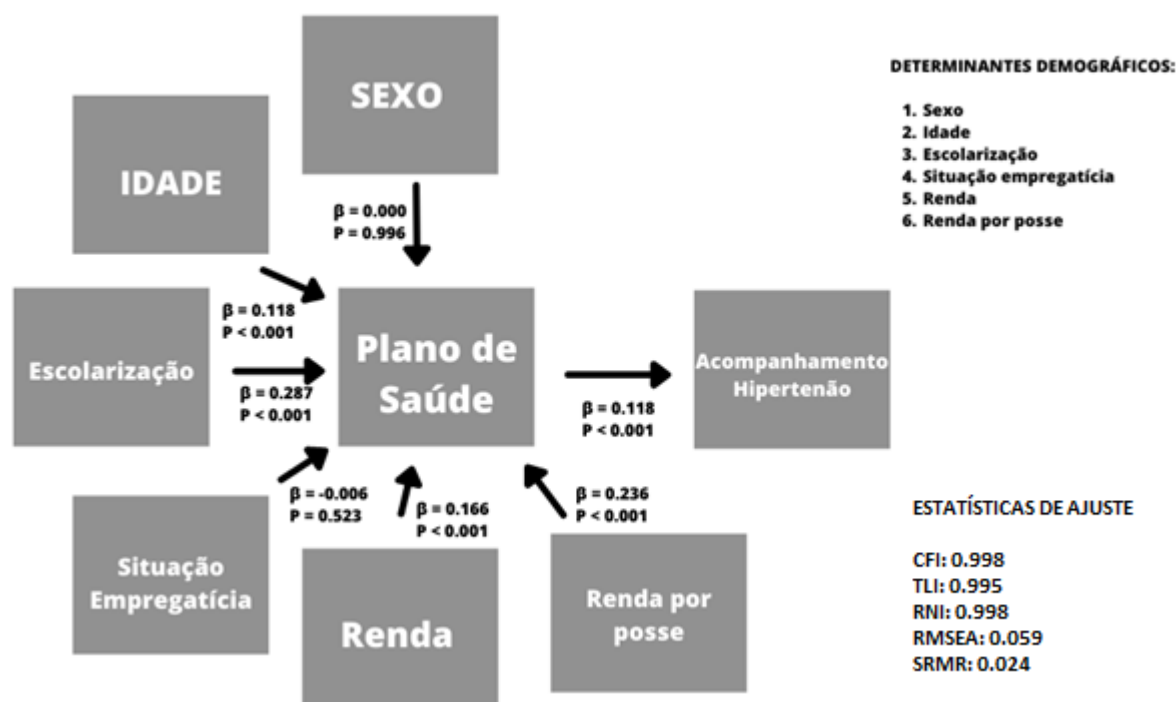 SEXO
DETERMINANTES DEMOGRÁFICOS:
1. Sexo
2. Idade
3. Escolarização
4. Situação empregatícia
5. Renda
6. Renda por posse
IDADE
β = 0.000
P = 0.996
β = 0.118
P < 0.001
Escolarização
β = 0.287
P < 0.001
Plano de
Saúde
β = 0.118
P < 0.001
Acompanhamento
Hipertenão
β = -0.006
P = 0.523
β = 0.166
P < 0.001
β = 0.236
P < 0.001
Situação
Empregatícia
Renda
Renda por
posse
ESTATÍSTICAS DE AJUSTE
CFI: 0.998
TLI: 0.995
RNI: 0.998
RMSEA: 0.059
SRMR: 0.024